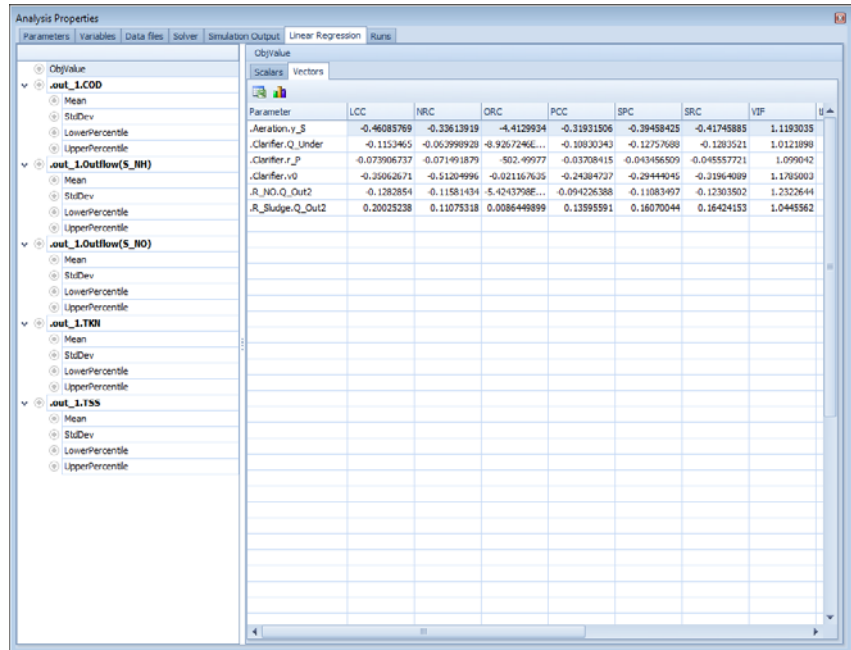 Analysis Properties
Parameters Variables Data files Solver Simulation Output Linear Regression Runs
ObjValue
.out_1.COD
Mean
StdDev
LowerPercentile
UpperPercentile
.out_1.Outflow(S_NH)
Mean
StdDev
LowerPercentile
UpperPercentile
.out_1.Outflow(S_NO)
Mean
StdDev
LowerPercentile
UpperPercentile
.out_1.TKN
Mean
StdDev
LowerPercentile
UpperPercentile
.out_1.TSS
Mean
StdDev
LowerPercentile
UpperPercentile
ObjValue
Scalars Vectors
Parameter LCC NRC ORC PCC SPC SRC VIF
.Aeration.y_S -0.46085769 -0.33613919 -4.4129934 -0.31931506 -0.39458425 -0.41745885 1.1193035
.Clarifier.Q_Under -0.1153465 -0.063998928 -8.9267246E... -0.10830343 -0.12757688 -0.1283521 1.0121898
.Clarifier.r_P -0.073906737 -0.071491879 -502.49977 -0.03708415 -0.043456509 -0.045557721 1.099042
.Clarifier.v0 -0.35062671 -0.51204996 -0.021167635 -0.24384737 -0.29444045 -0.31964089 1.1785003
.R_NO.Q_Out2 -0.1282854 -0.11581434 -5.4243798E... -0.094226388 -0.11083497 -0.12303502 1.2322644
.R_Sludge.Q_Out2 0.20025238 0.11075318 0.0086449899 0.13595591 0.16070044 0.16424153 1.0445562